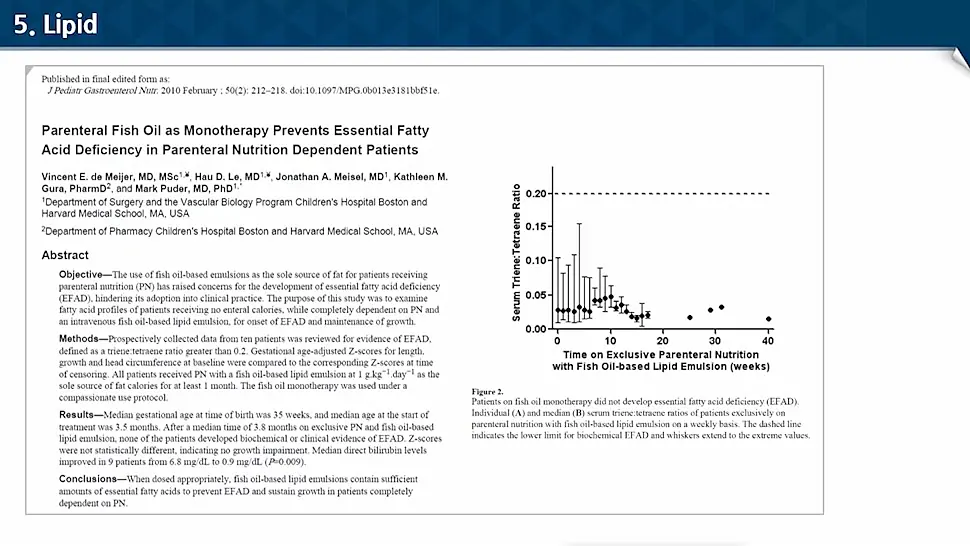 5. Lipid
Published in final edited form as:
J Pediatr Gastroenterol Nutr. 2010 February ; 50(2): 212–218. doi:10.1097/MPG.0b013e3181bbf51e.
Parenteral Fish Oil as Monotherapy Prevents Essential Fatty
Acid Deficiency in Parenteral Nutrition Dependent Patients
Vincent E. de Meijer, MD, MSc1,¥, Hau D. Le, MD1,¥, Jonathan A. Meisel, MD1, Kathleen M.
Gura, PharmD2, and Mark Puder, MD, PhD1,*
1Department of Surgery and the Vascular Biology Program Children's Hospital Boston and
Harvard Medical School, MA, USA
2Department of Pharmacy Children's Hospital Boston and Harvard Medical School, MA, USA
Abstract
Objective—The use of fish oil-based emulsions as the sole source of fat for patients receiving
parenteral nutrition (PN) has raised concerns for the development of essential fatty acid deficiency
(EFAD), hindering its adoption into clinical practice. The purpose of this study was to examine
fatty acid profiles of patients receiving no enteral calories, while completely dependent on PN and
an intravenous fish oil-based lipid emulsion, for onset of EFAD and maintenance of growth.
Methods—Prospectively collected data from ten patients was reviewed for evidence of EFAD,
defined as a triene:tetraene ratio greater than 0.2. Gestational age-adjusted Z-scores for length,
growth and head circumference at baseline were compared to the corresponding Z-scores at time
of censoring. All patients received PN with a fish oil-based lipid emulsion at 1 g.kg−1.day−1 as the
sole source of fat calories for at least 1 month. The fish oil monotherapy was used under a
compassionate use protocol.
Results—Median gestational age at time of birth was 35 weeks, and median age at the start of
treatment was 3.5 months. After a median time of 3.8 months on exclusive PN and fish oil-based
lipid emulsion, none of the patients developed biochemical or clinical evidence of EFAD. Z-scores
were not statistically different, indicating no growth impairment. Median direct bilirubin levels
improved in 9 patients from 6.8 mg/dL to 0.9 mg/dL (P=0.009).
Conclusions—When dosed appropriately, fish oil-based lipid emulsions contain sufficient
amounts of essential fatty acids to prevent EFAD and sustain growth in patients completely
dependent on PN.
Serum Triene:Tetraene Ratio
0.20
0.15
0.10
0.05
0.00
0 10 20 30 40
Time on Exclusive Parenteral Nutrition
with Fish Oil-based Lipid Emulsion (weeks)
Figure 2.
Patients on fish oil monotherapy did not develop essential fatty acid deficiency (EFAD).
Individual (A) and median (B) serum triene:tetraene ratios of patients exclusively on
parenteral nutrition with fish oil-based lipid emulsion on a weekly basis. The dashed line
indicates the lower limit for biochemical EFAD and whiskers extend to the extreme values.